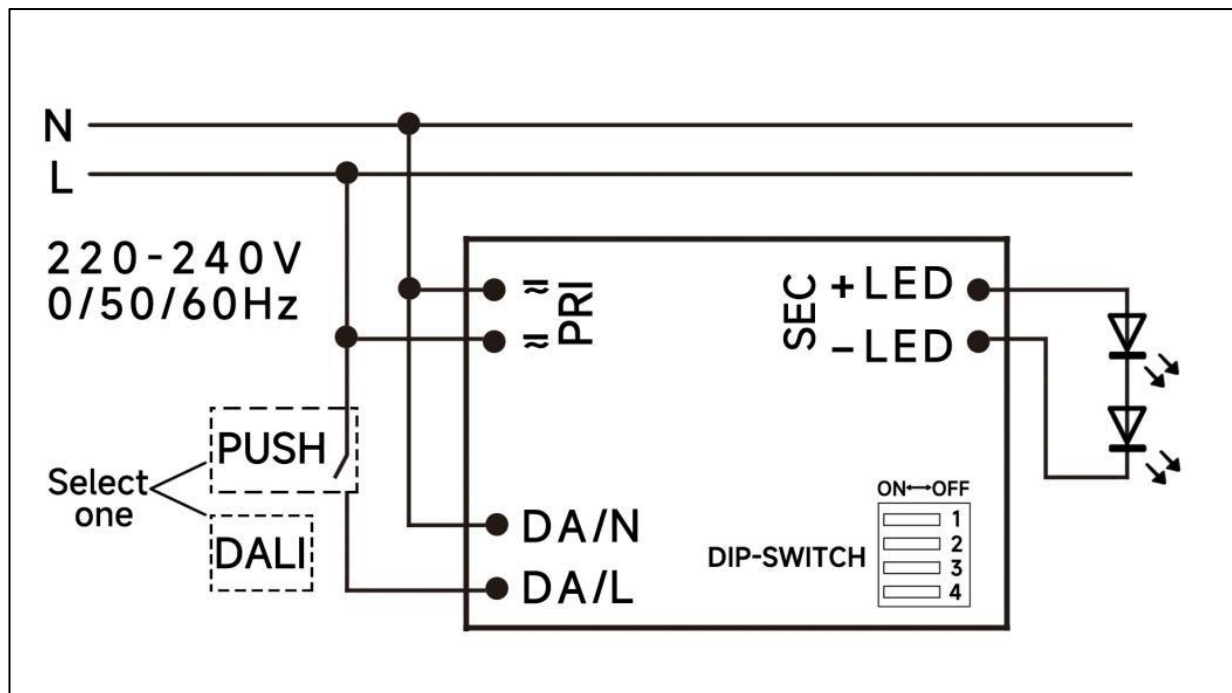 N
L
220-240V
0/50/60Hz
PRI
SEC
+LED
-LED
PUSH
Select
one
DALI
DA/N
DA/L
DIP-SWITCH
ON↔OFF
1
2
3
4